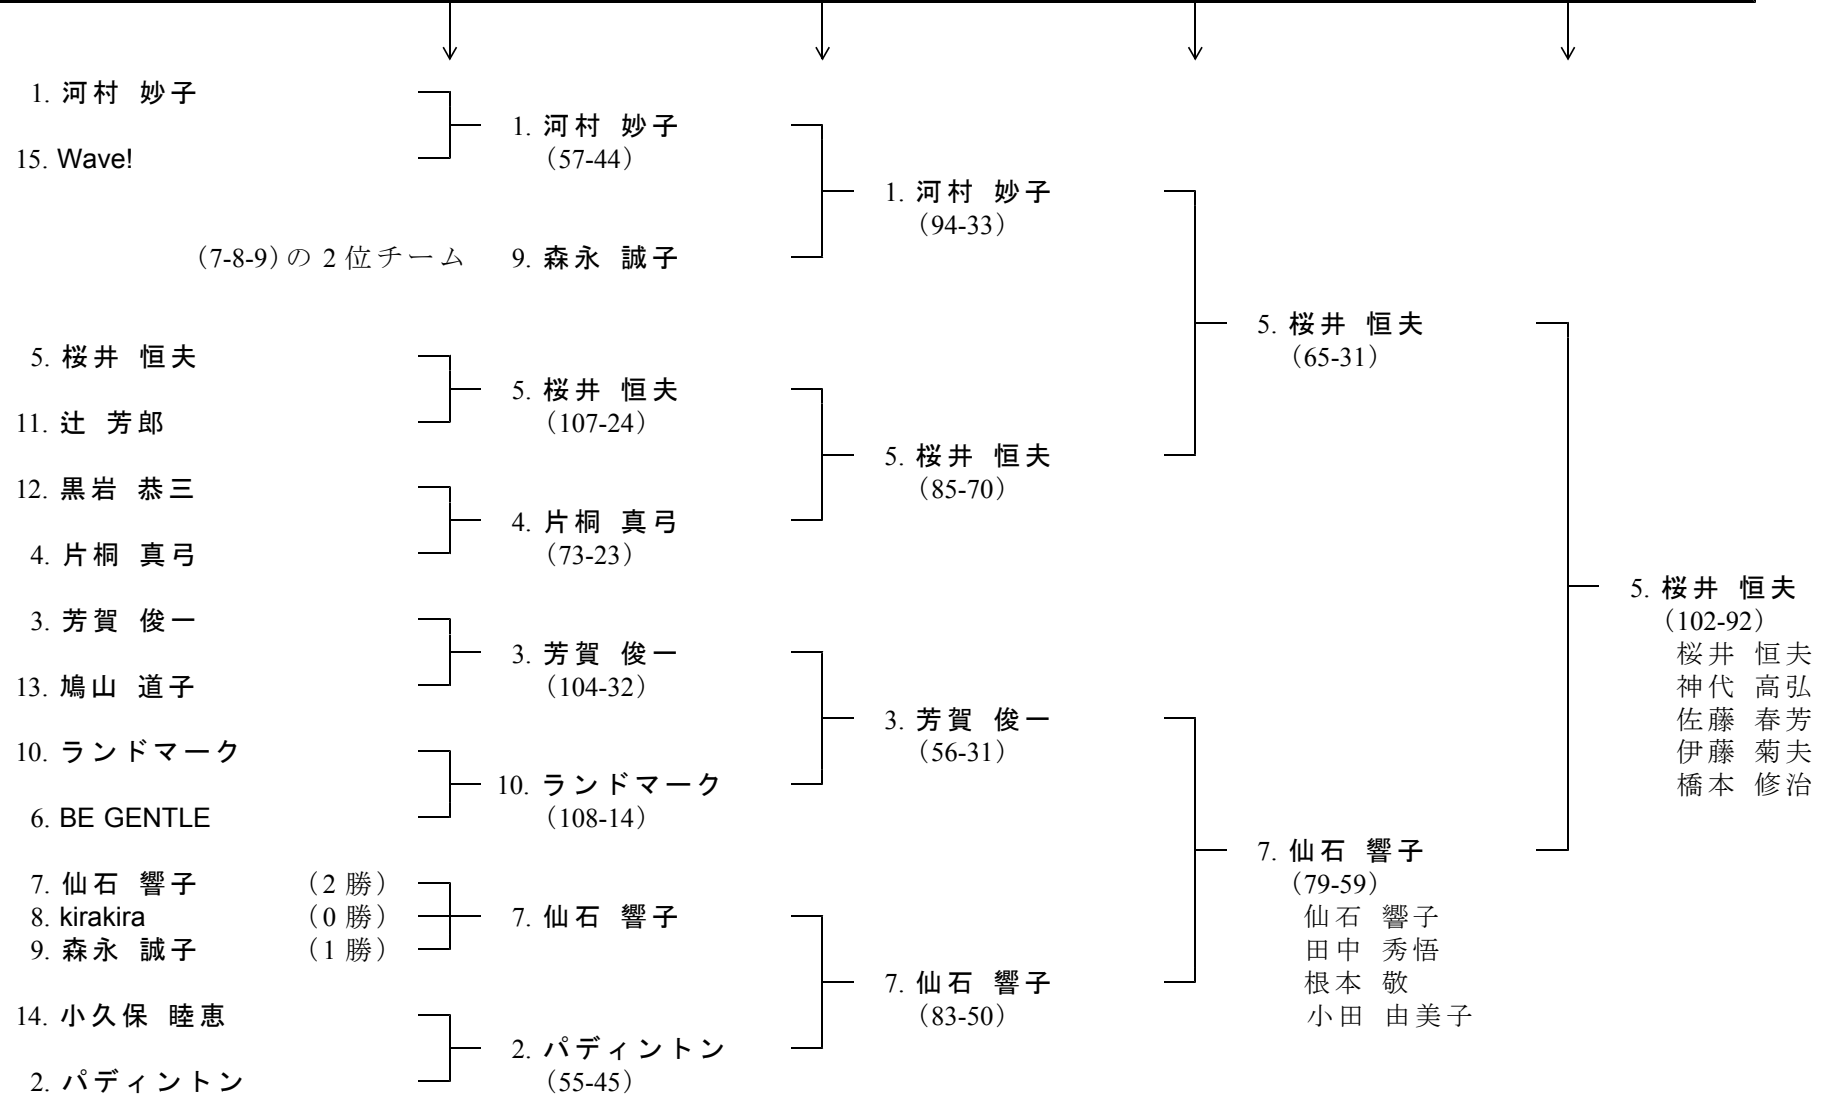 1. 河村 妙子
15. Wave!
(7-8-9)の 2 位チーム
5. 桜井 恒夫
11. 辻 芳郎
12. 黒岩 恭三
4. 片桐 真弓
3. 芳賀 俊一
13. 鳩山 道子
10. ランドマーク
6. BE GENTLE
7. 仙石 響子 (2 勝)
8. kirakira (0 勝)
9. 森永 誠子 (1 勝)
14. 小久保 睦恵
2. パディントン
1. 河村 妙子
(57-44)
9. 森永 誠子
5. 桜井 恒夫
(107-24)
4. 片桐 真弓
(73-23)
3. 芳賀 俊一
(104-32)
10. ランドマーク
(108-14)
7. 仙石 響子
2. パディントン
(55-45)
1. 河村 妙子
(94-33)
5. 桜井 恒夫
(85-70)
3. 芳賀 俊一
(56-31)
7. 仙石 響子
(83-50)
5. 桜井 恒夫
(65-31)
7. 仙石 響子
(79-59)
仙石 響子
田中 秀悟
根本 敬
小田 由美子
5. 桜井 恒夫
(102-92)
桜井 恒夫
神代 高弘
佐藤 春芳
伊藤 菊夫
橋本 修治